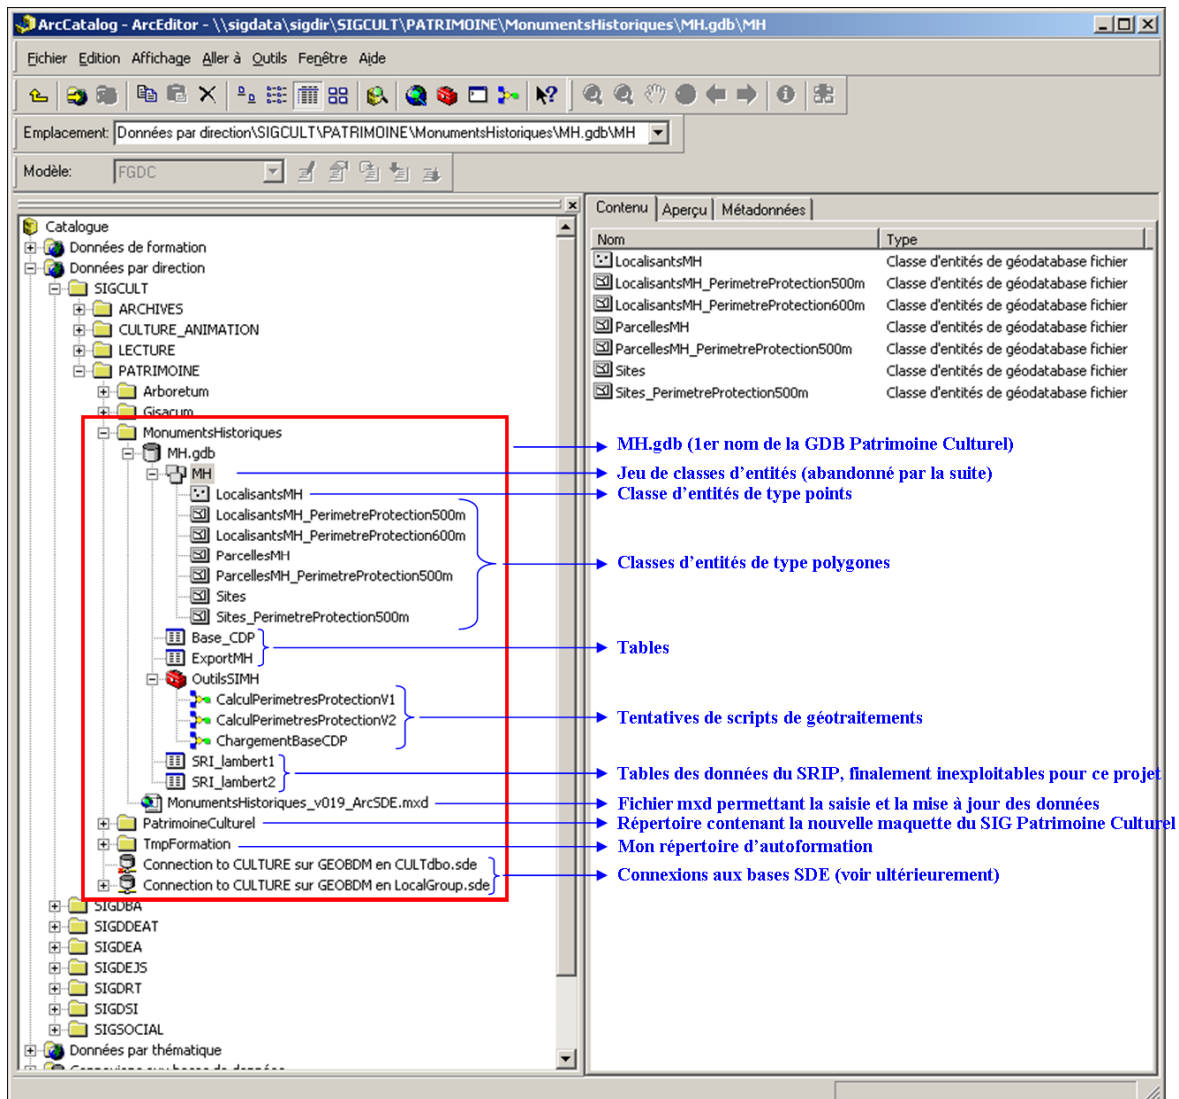 ArcCatalog - ArcEditor - \\sigdata\sigdir\SIGCULT\PATRIMOINE\MonumentsHistoriques\MH.gdb\MH
Fichier Edition Affichage Aller à Outils Fenêtre Aide
Emplacement: Données par direction\SIGCULT\PATRIMOINE\MonumentsHistoriques\MH.gdb\MH
Modèle: FGDC
Catalogue
Données de formation
Données par direction
SIGCULT
ARCHIVES
CULTURE_ANIMATION
LECTURE
PATRIMOINE
Arboretum
Gisacum
MonumentsHistoriques
MH.gdb
MH
LocalisantsMH
LocalisantsMH_PerimetreProtection500m
LocalisantsMH_PerimetreProtection600m
ParcellesMH
ParcellesMH_PerimetreProtection500m
Sites
Sites_PerimetreProtection500m
Base_CDP
ExportMH
OutilsSIMH
CalculPerimetresProtectionV1
CalculPerimetresProtectionV2
ChargementBaseCDP
SRI_lambert1
SRI_lambert2
MonumentsHistoriques_v019_ArcSDE.mxd
PatrimoineCulturel
TmpFormation
Connection to CULTURE sur GEOBDM en CULTdbo.sde
Connection to CULTURE sur GEOBDM en LocalGroup.sde
SIGDBA
SIGDDEAT
SIGDEA
SIGDEJS
SIGDRT
SIGDSI
SIGSOCIAL
Données par thématique
Connexions aux bases de données
Contenu Aperçu Métadonnées
Nom Type
LocalisantsMH Classe d'entités de géodatabase fichier
LocalisantsMH_PerimetreProtection500m Classe d'entités de géodatabase fichier
LocalisantsMH_PerimetreProtection600m Classe d'entités de géodatabase fichier
ParcellesMH Classe d'entités de géodatabase fichier
ParcellesMH_PerimetreProtection500m Classe d'entités de géodatabase fichier
Sites Classe d'entités de géodatabase fichier
Sites_PerimetreProtection500m Classe d'entités de géodatabase fichier
MH.gdb (1er nom de la GDB Patrimoine Culturel)
Jeu de classes d’entités (abandonné par la suite)
Classe d’entités de type points
Classes d’entités de type polygones
Tables
Tentatives de scripts de géotraitements
Tables des données du SRIP, finalement inexploitables pour ce projet
Fichier mxd permettant la saisie et la mise à jour des données
Répertoire contenant la nouvelle maquette du SIG Patrimoine Culturel
Mon répertoire d’autoformation
Connexions aux bases SDE (voir ultérieurement)